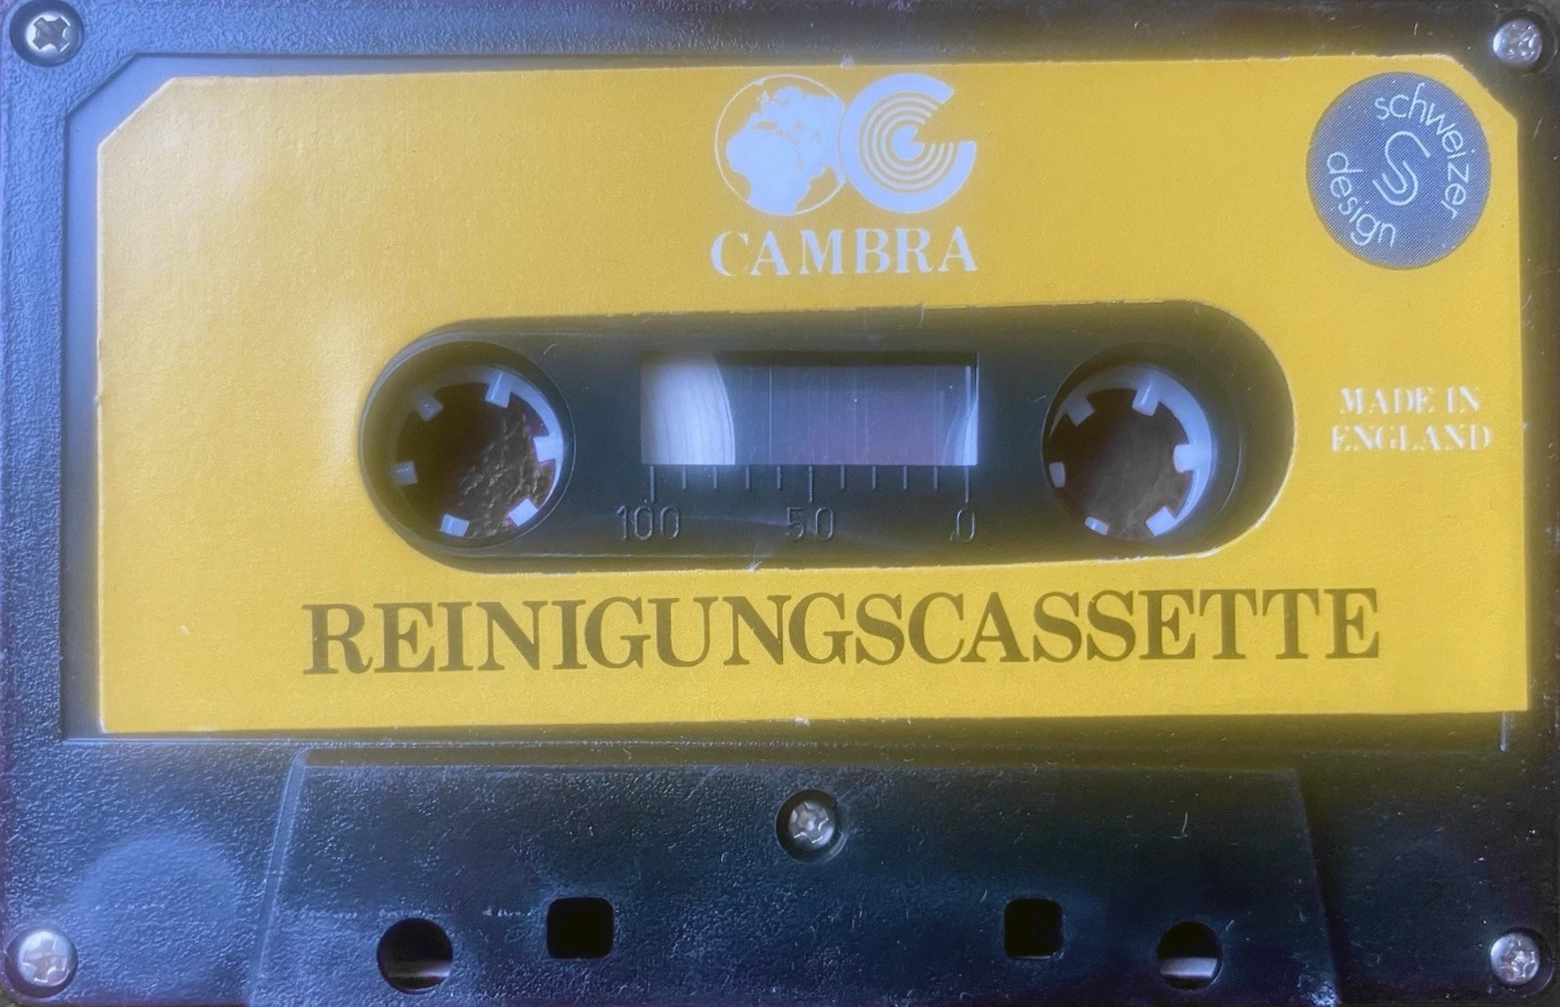 CAMBRA
schweizer
S
design
MADE IN
ENGLAND
100 50 0
REINIGUNGSCASSETTE